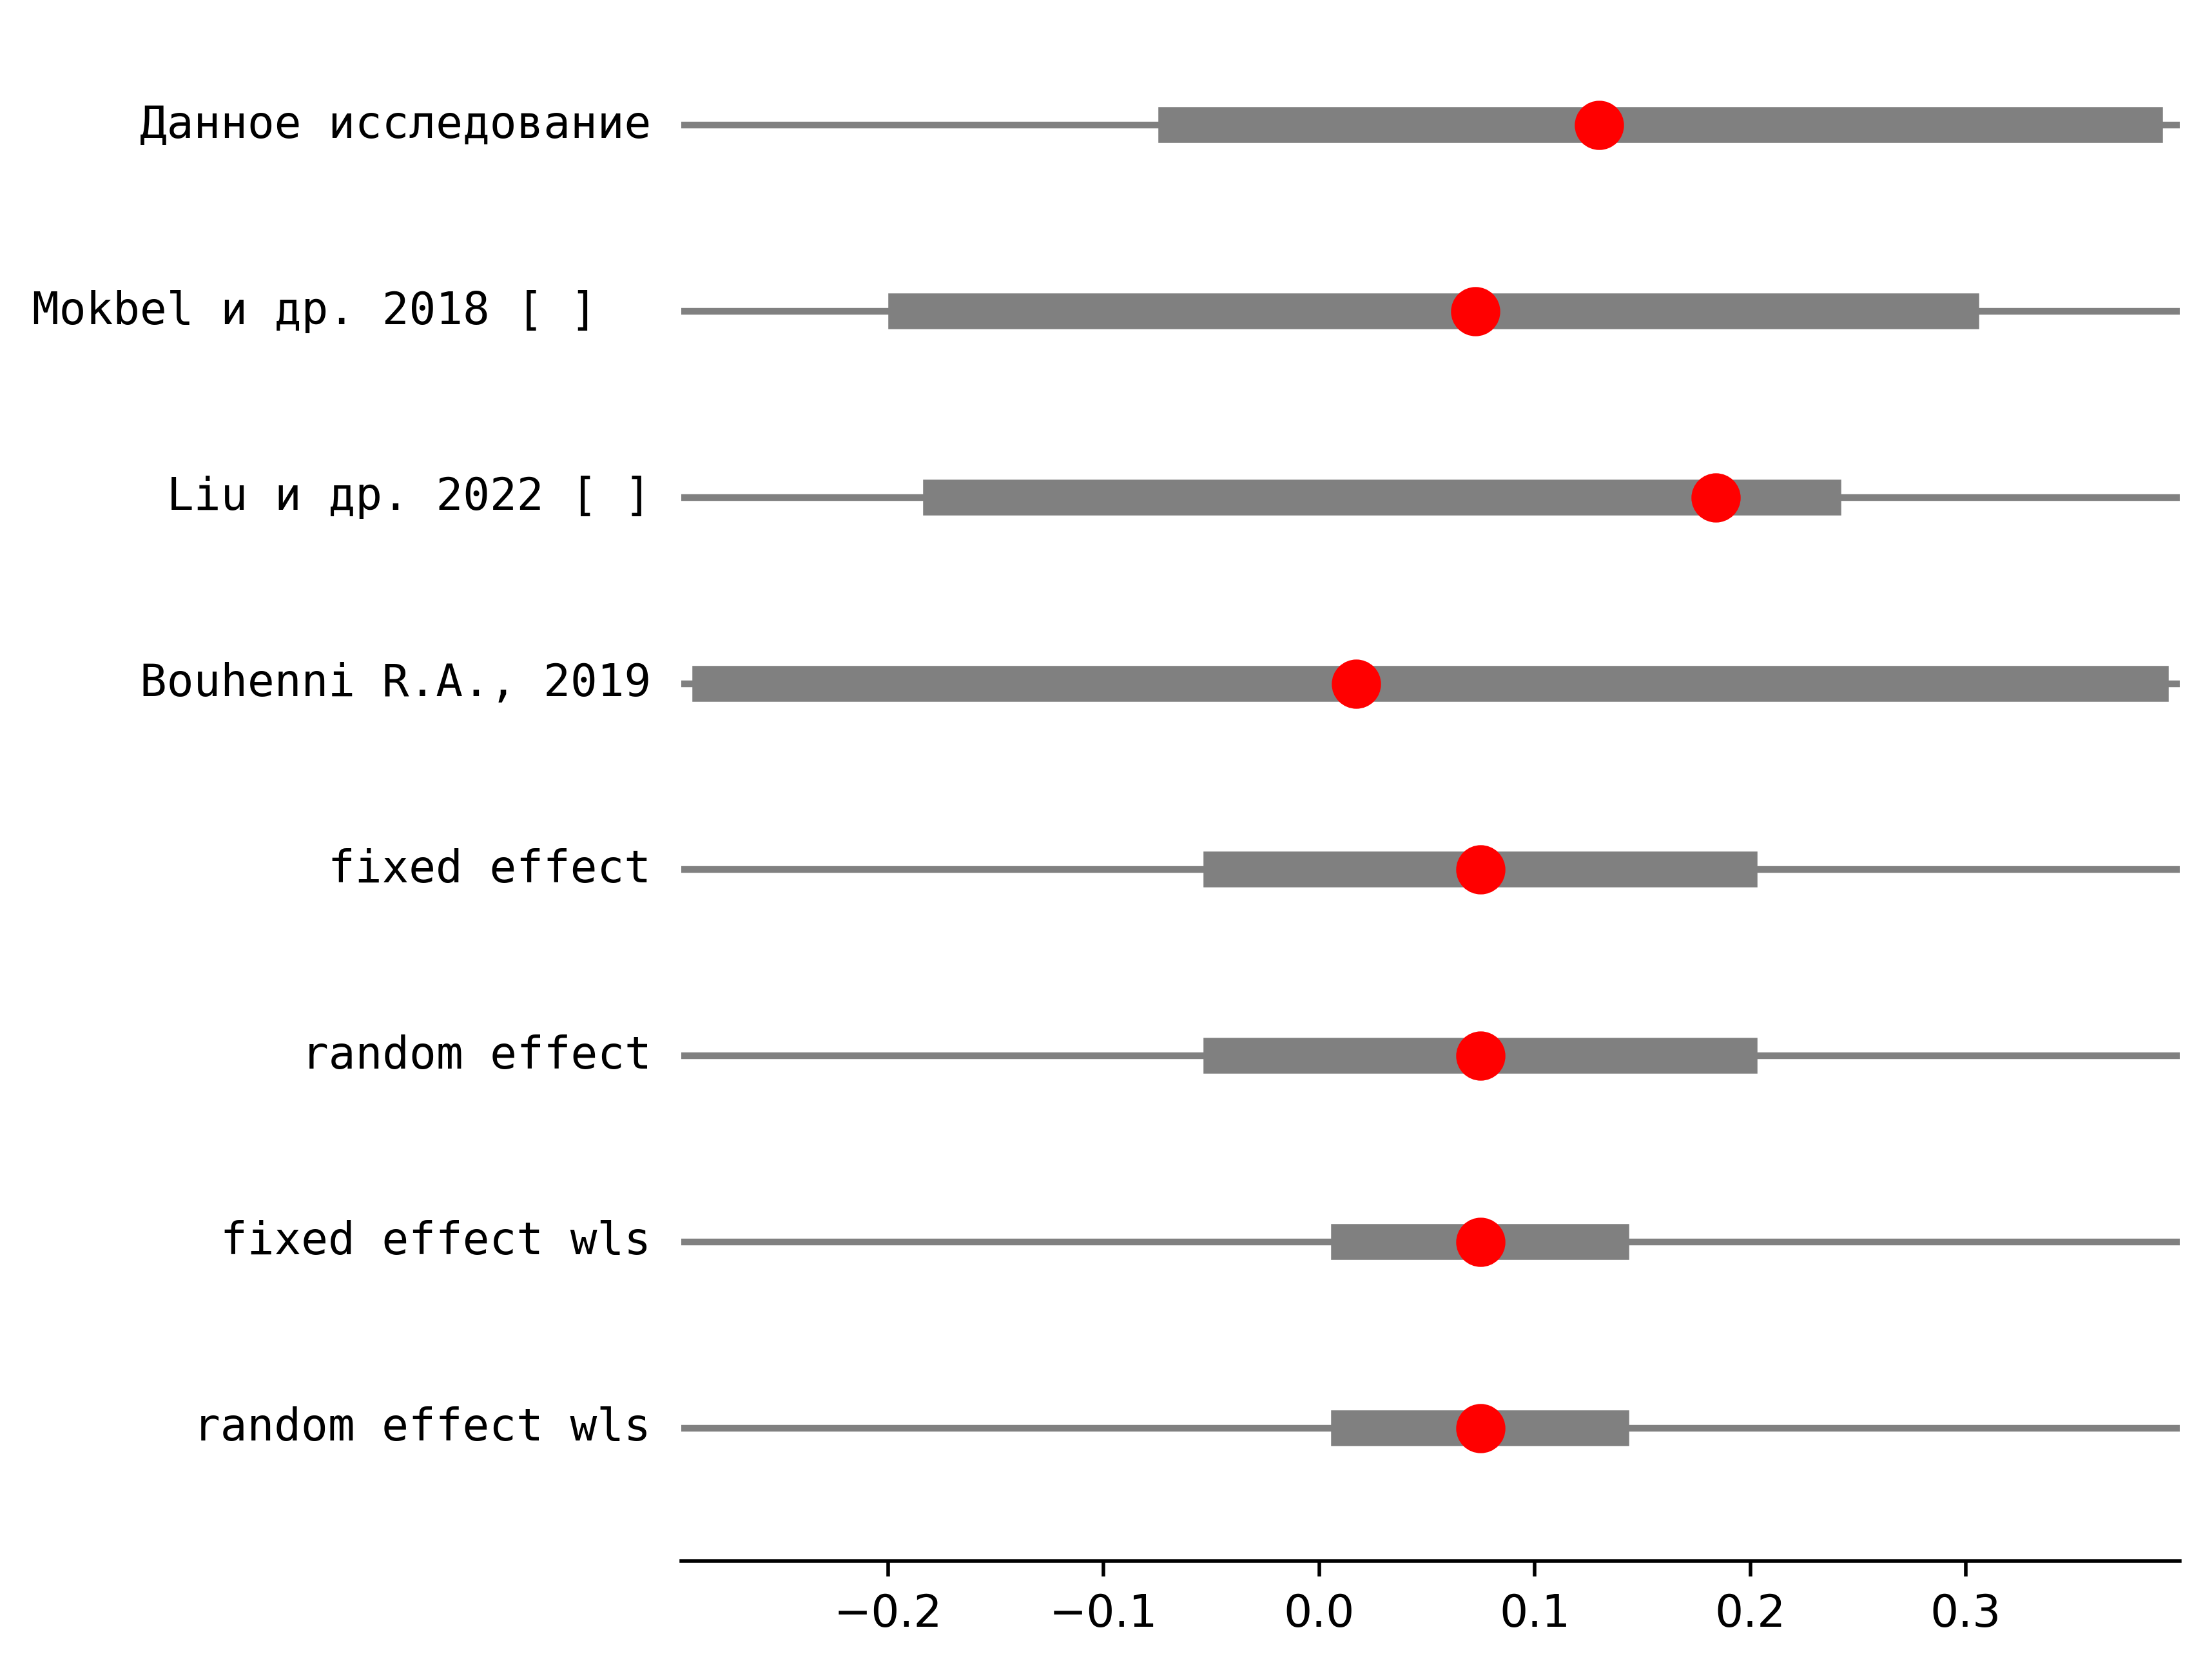 Данное исследование
Mokbel и др. 2018 [ ]
Liu и др. 2022 [ ]
Bouhenni R.A., 2019
fixed effect
random effect
fixed effect wls
random effect wls
−0.2 −0.1 0.0 0.1 0.2 0.3